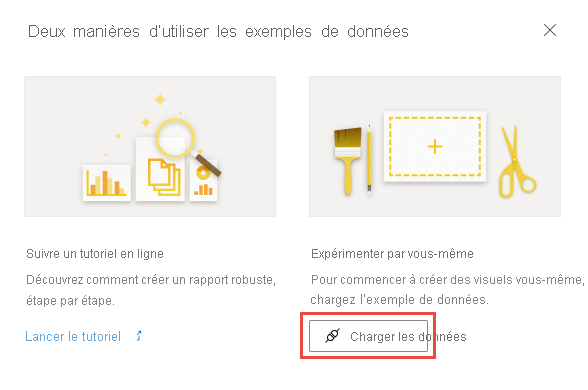 Deux manières d'utiliser les exemples de données
Suivre un tutoriel en ligne
Découvrez comment créer un rapport robuste,
étape par étape.
Lancer le tutoriel
Expérimenter par vous-même
Pour commencer à créer des visuels vous-même,
chargez l'exemple de données.
Charger les données